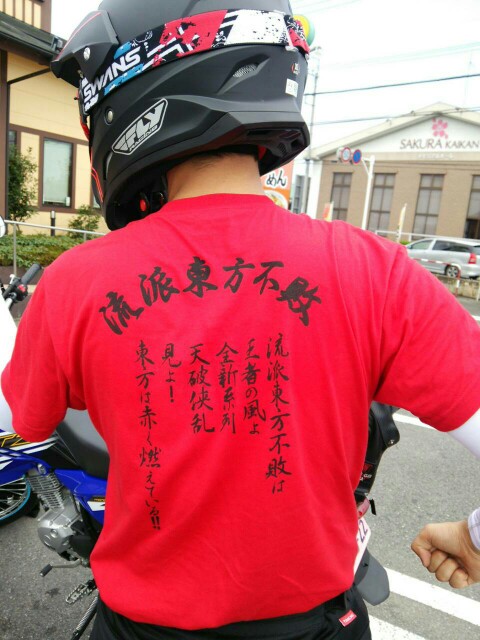 SWANS
FLY
SAKURA KAIKAN
めん
流派東方不敗
流派東方不敗は
王者の風よ
全新系列
天破侠乱
見よ!
東方は赤く燃えている!!